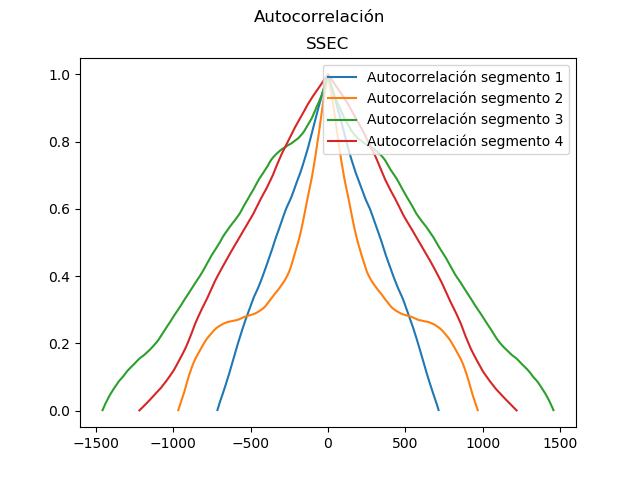 Autocorrelación
SSEC
Autocorrelación segmento 1
Autocorrelación segmento 2
Autocorrelación segmento 3
Autocorrelación segmento 4
1.0
0.8
0.6
0.4
0.2
0.0
−1500 −1000 −500 0 500 1000 1500